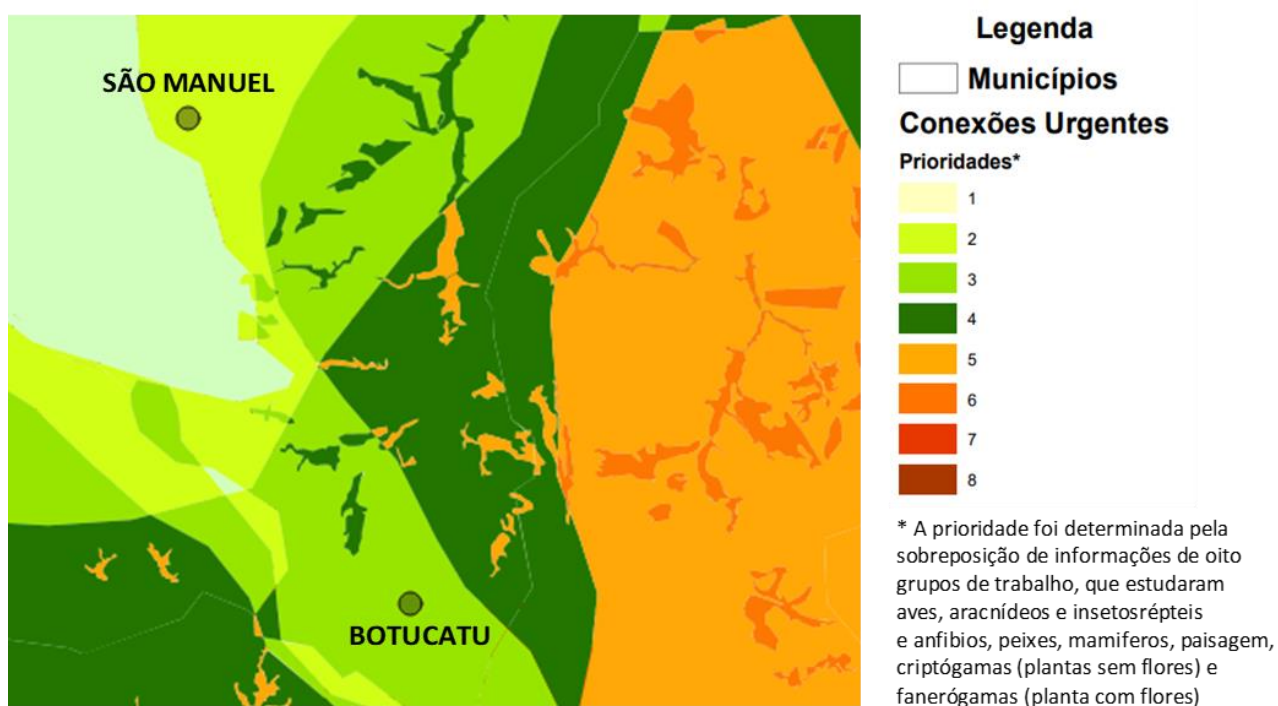 SÃO MANUEL
BOTUCATU
Legenda
Municípios
Conexões Urgentes
Prioridades*
1
2
3
4
5
6
7
8
* A prioridade foi determinada pela
sobreposição de informações de oito
grupos de trabalho, que estudaram
aves, aracnídeos e insetosrépteis
e anfibios, peixes, mamiferos, paisagem,
criptógamas (plantas sem flores) e
fanerógamas (planta com flores)